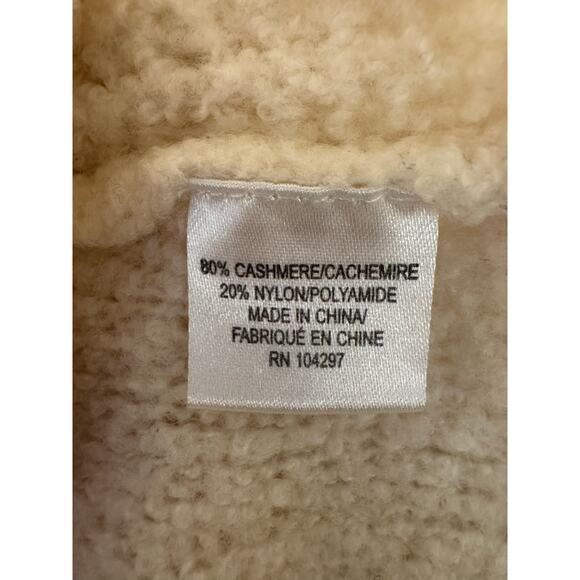 80% CASHMERE/CACHEMIRE
20% NYLON/POLYAMIDE
MADE IN CHINA/
FABRIQUÉ EN CHINE
RN 104297